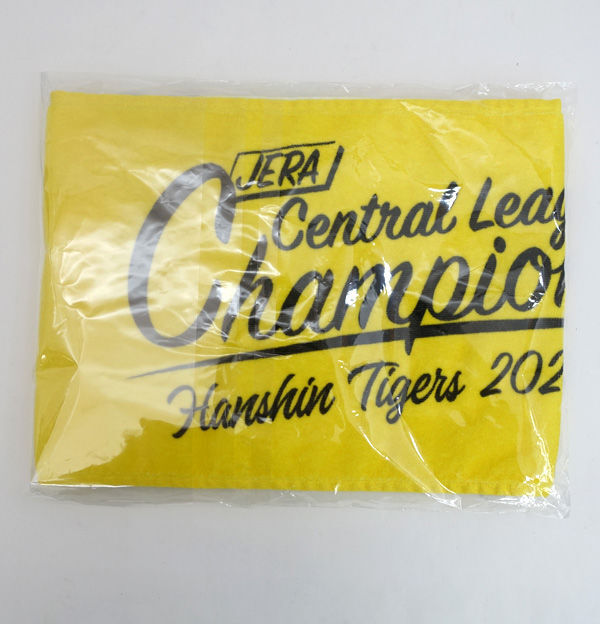 JERA
Central Leag
Champion
Hanshin Tigers 202